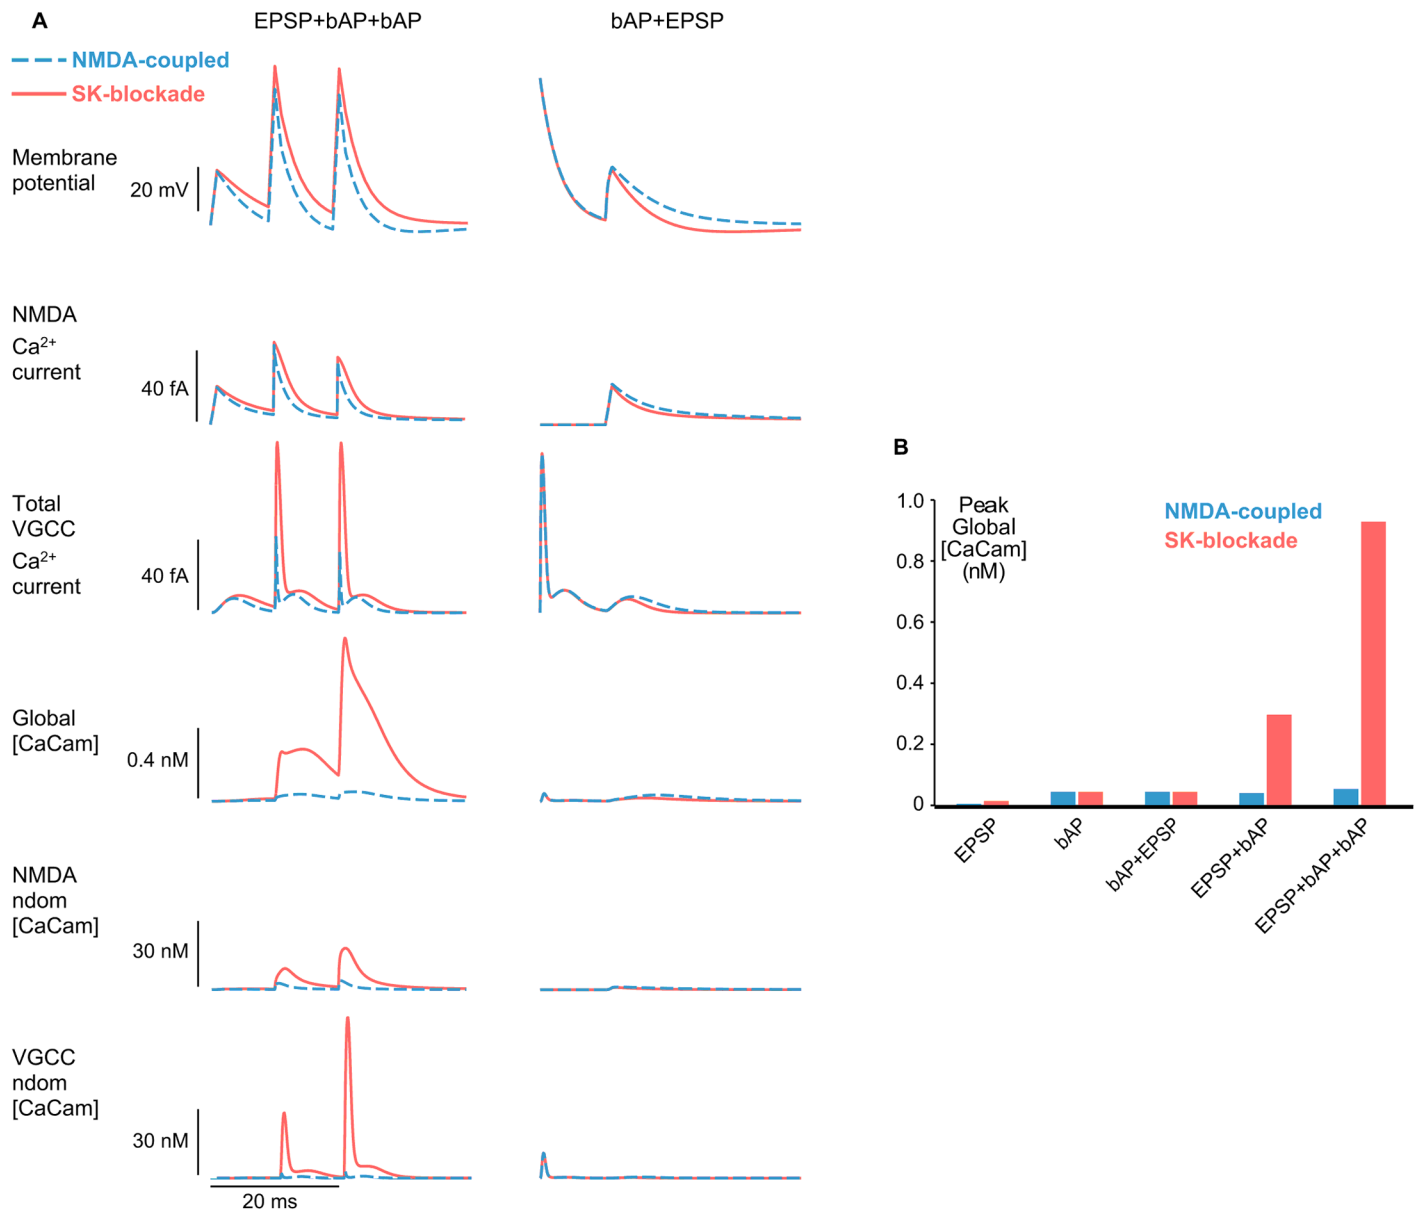 A
EPSP+bAP+bAP
bAP+EPSP
NMDA-coupled
SK-blockade
Membrane
potential
20 mV
NMDA
Ca²⁺
current
40 fA
Total
VGCC
Ca²⁺
current
40 fA
Global
[CaCam]
0.4 nM
NMDA
ndom
[CaCam]
30 nM
VGCC
ndom
[CaCam]
30 nM
20 ms
B
Peak
Global
[CaCam]
(nM)
NMDA-coupled
SK-blockade
1.0
0.8
0.6
0.4
0.2
0
EPSP
bAP
bAP+EPSP
EPSP+bAP
EPSP+bAP+bAP